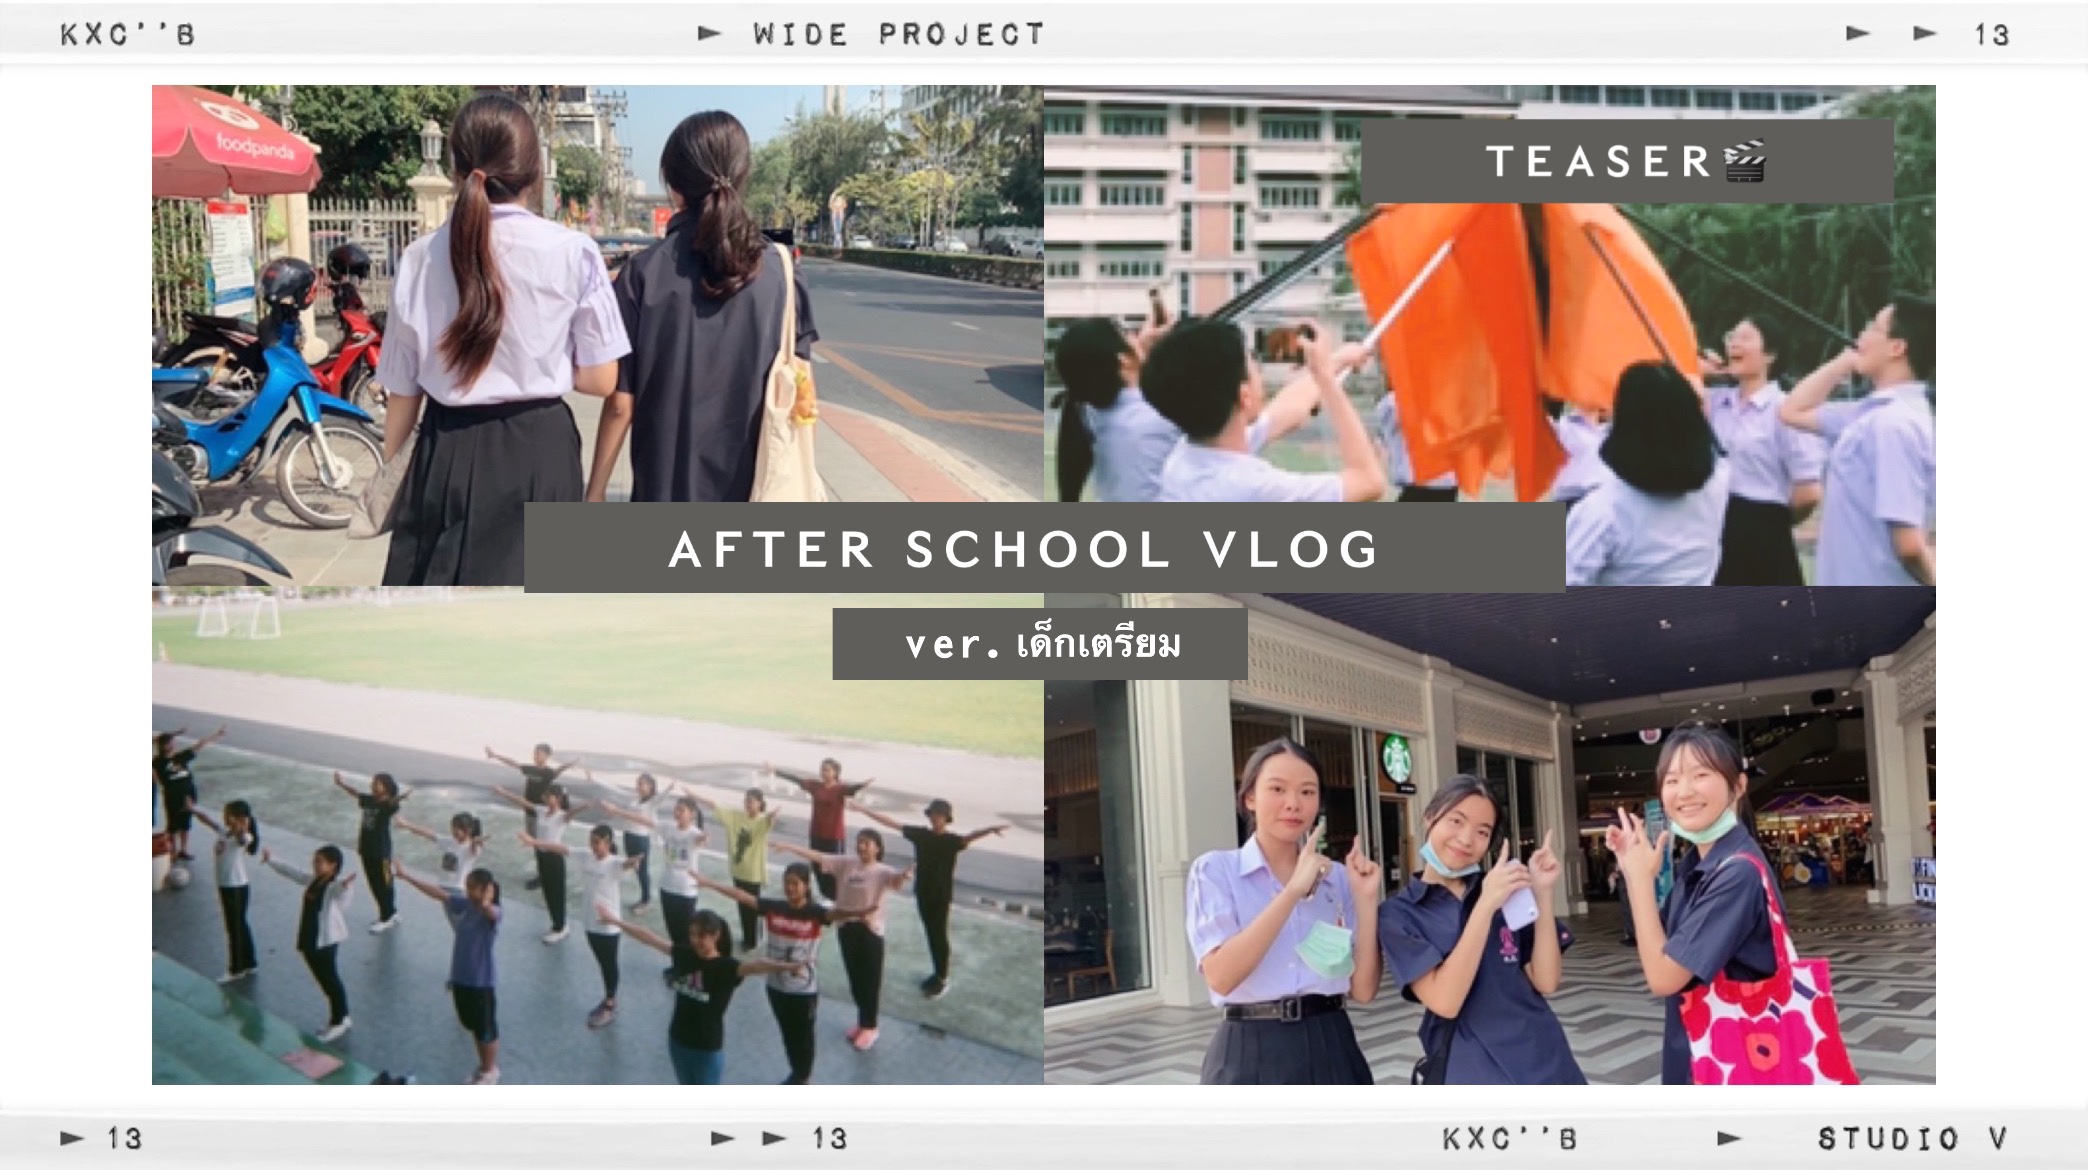 KXC''B
► WIDE PROJECT
► ► 13
foodpanda
TEASER🎬
AFTER SCHOOL VLOG
ver. เด็กเตรียม
► 13
► ► 13
KXC''B
► STUDIO V